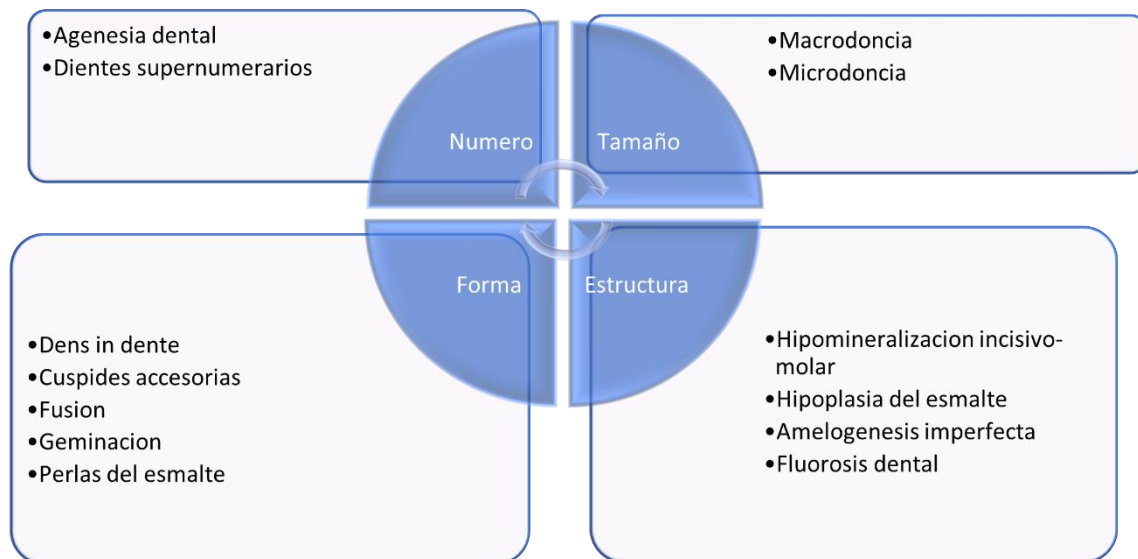 •Agenesia dental
•Dientes supernumerarios
Numero
Tamaño
•Macrodoncia
•Microdoncia
Forma
•Dens in dente
•Cuspides accesorias
•Fusion
•Geminacion
•Perlas del esmalte
Estructura
•Hipomineralizacion incisivo-
molar
•Hipoplasia del esmalte
•Amelogenesis imperfecta
•Fluorosis dental